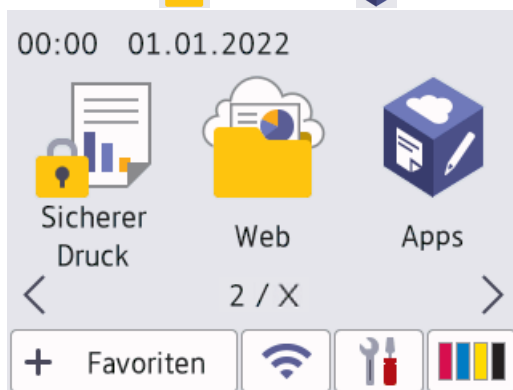 00:00 01.01.2022
Sicherer
Druck
Web
Apps
2 / X
+ Favoriten